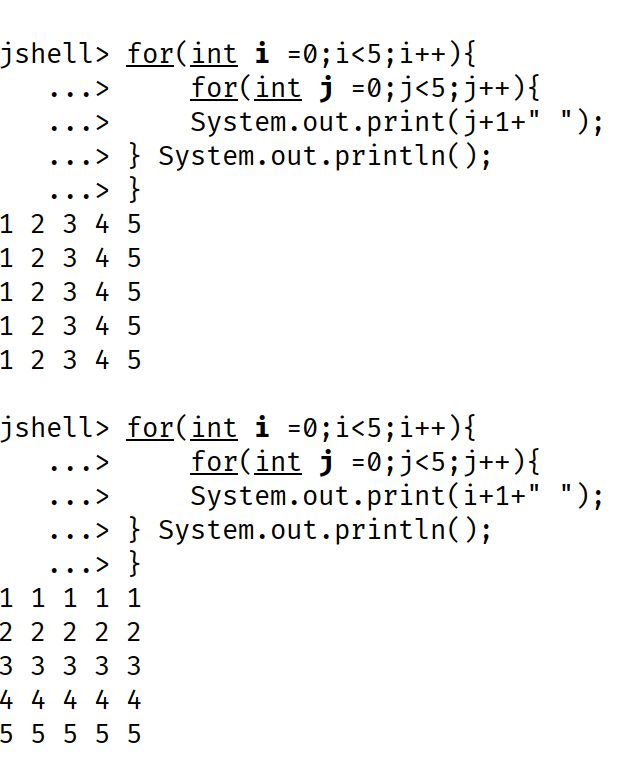 jshell> for(int i =0;i<5;i++){
   ...>     for(int j =0;j<5;j++){
   ...>     System.out.print(j+1+" ");
   ...> } System.out.println();
   ...> }
1 2 3 4 5
1 2 3 4 5
1 2 3 4 5
1 2 3 4 5
1 2 3 4 5

jshell> for(int i =0;i<5;i++){
   ...>     for(int j =0;j<5;j++){
   ...>     System.out.print(i+1+" ");
   ...> } System.out.println();
   ...> }
1 1 1 1 1
2 2 2 2 2
3 3 3 3 3
4 4 4 4 4
5 5 5 5 5